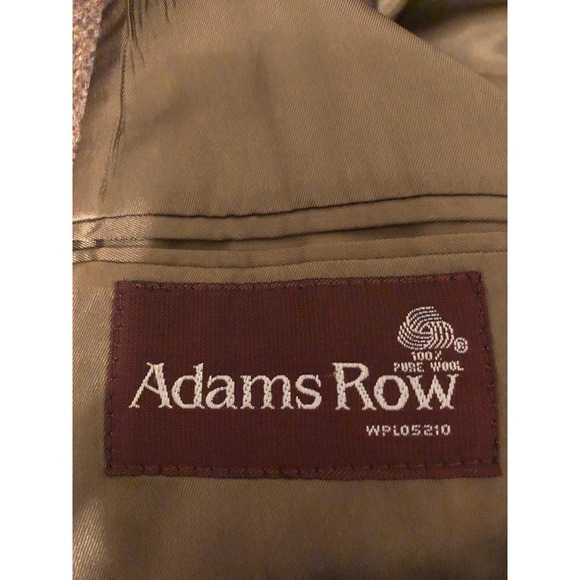 ®
100%
PURE WOOL
Adams Row
WPL05210